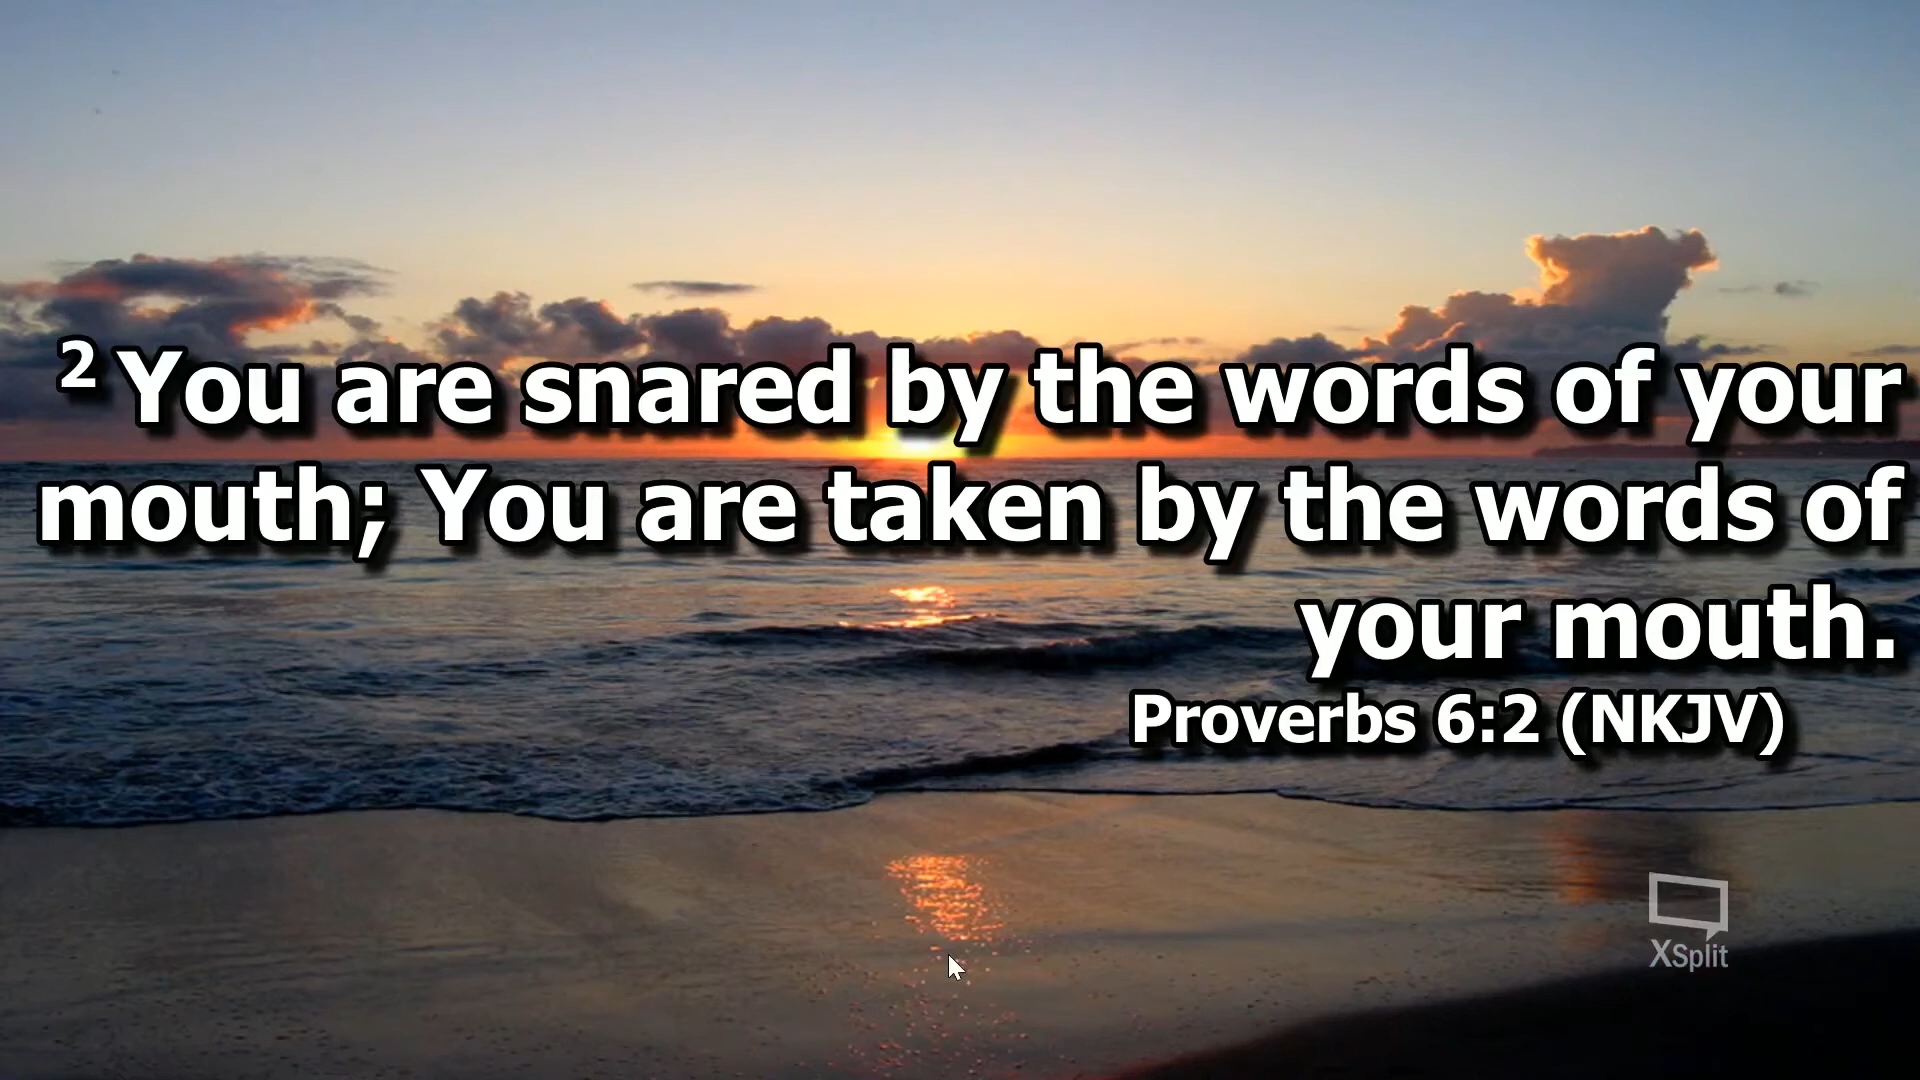 2 You are snared by the words of your
mouth; You are taken by the words of
your mouth.
Proverbs 6:2 (NKJV)
XSplit